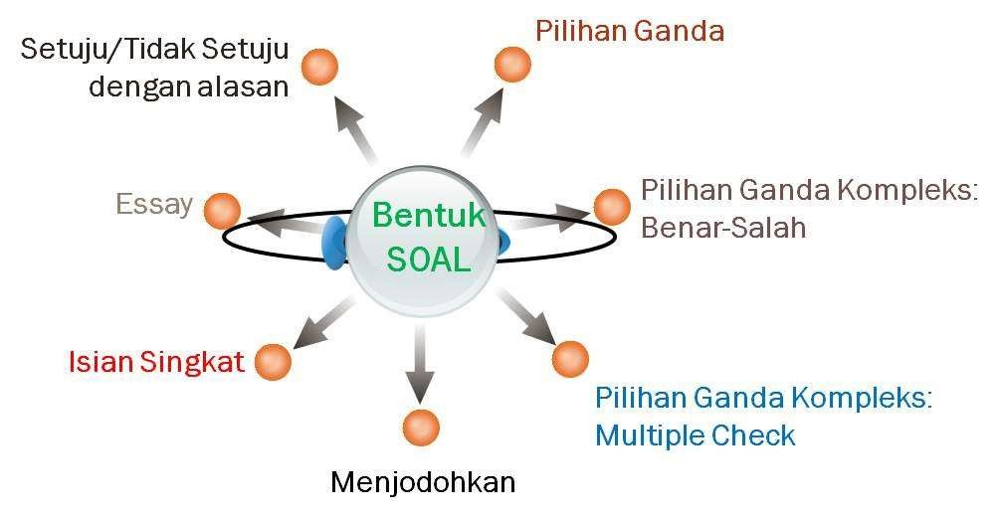 Setuju/Tidak Setuju
dengan alasan
Pilihan Ganda
Essay
Bentuk
SOAL
Pilihan Ganda Kompleks:
Benar-Salah
Isian Singkat
Pilihan Ganda Kompleks:
Multiple Check
Menjodohkan